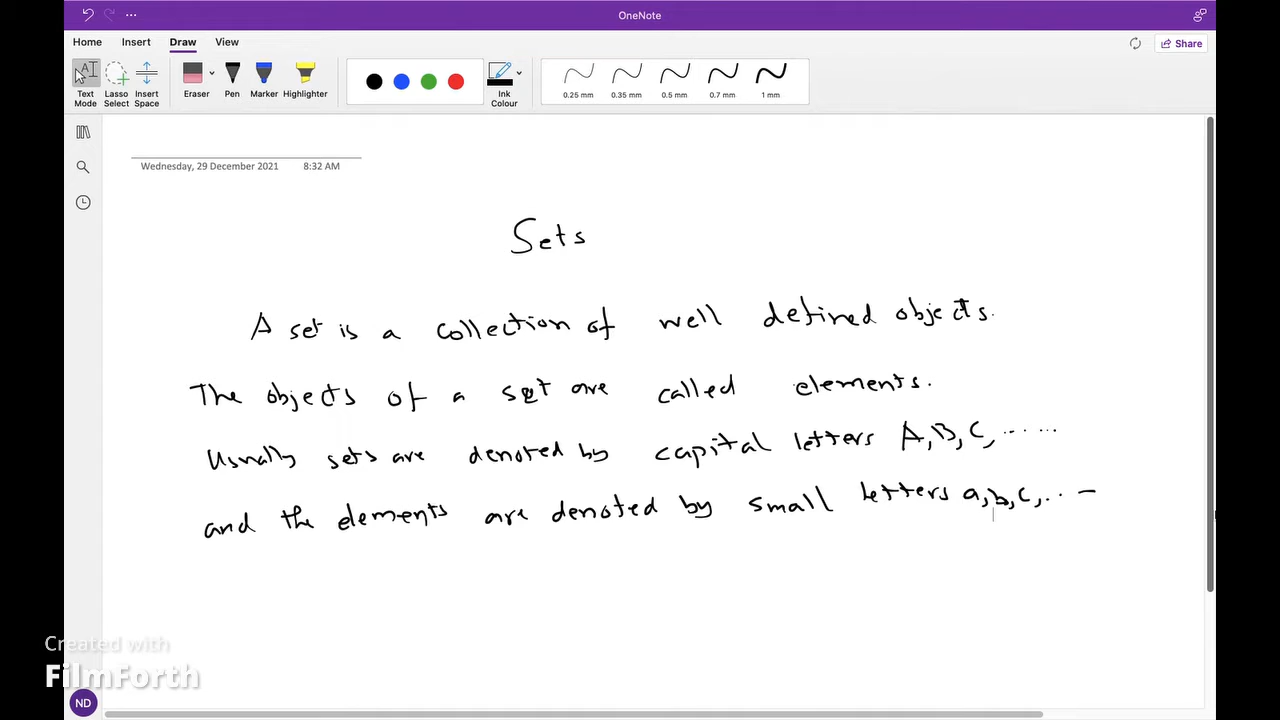 OneNote
Home Insert Draw View
Share
Text Mode Lasso Select Insert Space Eraser Pen Marker Highlighter Ink Colour 0.25 mm 0.35 mm 0.5 mm 0.7 mm 1 mm
Wednesday, 29 December 2021 8:32 AM
Sets
A set is a collection of well defined objects.
The objects of a set are called elements.
Usually sets are denoted by capital letters A, B, C, ......
and the elements are denoted by small letters a, b, c, .. –
Created with
FilmForth
ND